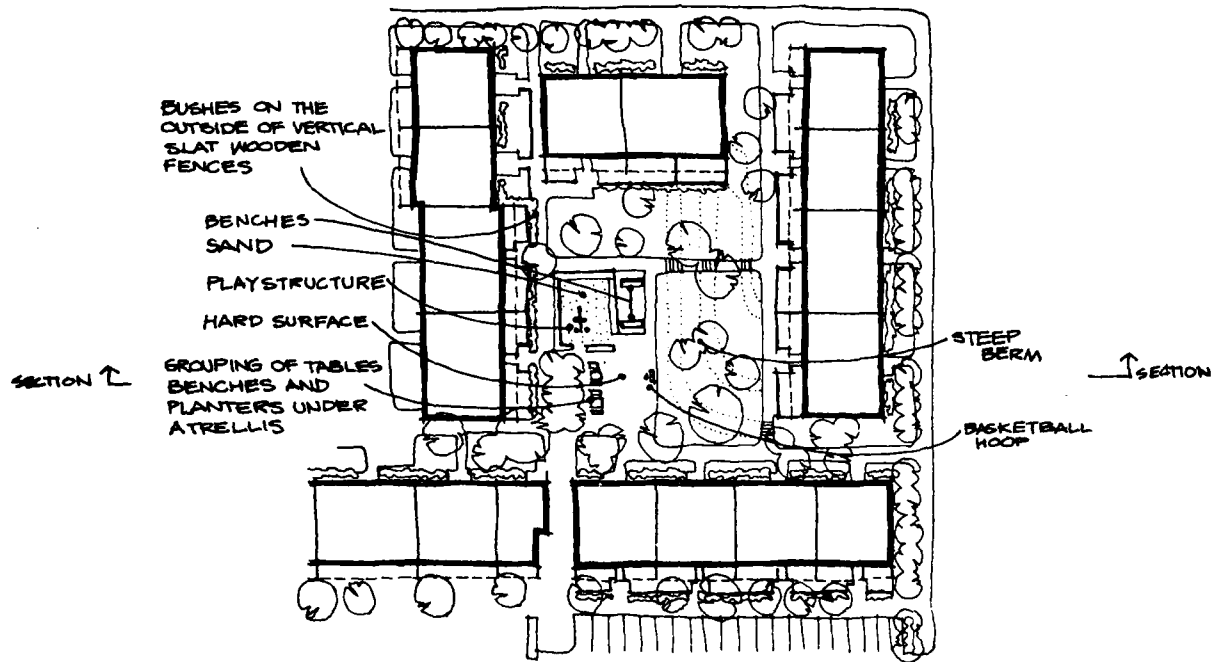 BUSHES ON THE
OUTSIDE OF VERTICAL
SLAT WOODEN
FENCES
BENCHES
SAND
PLAYSTRUCTURE
HARD SURFACE
GROUPING OF TABLES
BENCHES AND
PLANTERS UNDER
A TRELLIS
SECTION
STEEP
BERM
SECTION
BASKETBALL
HOOP